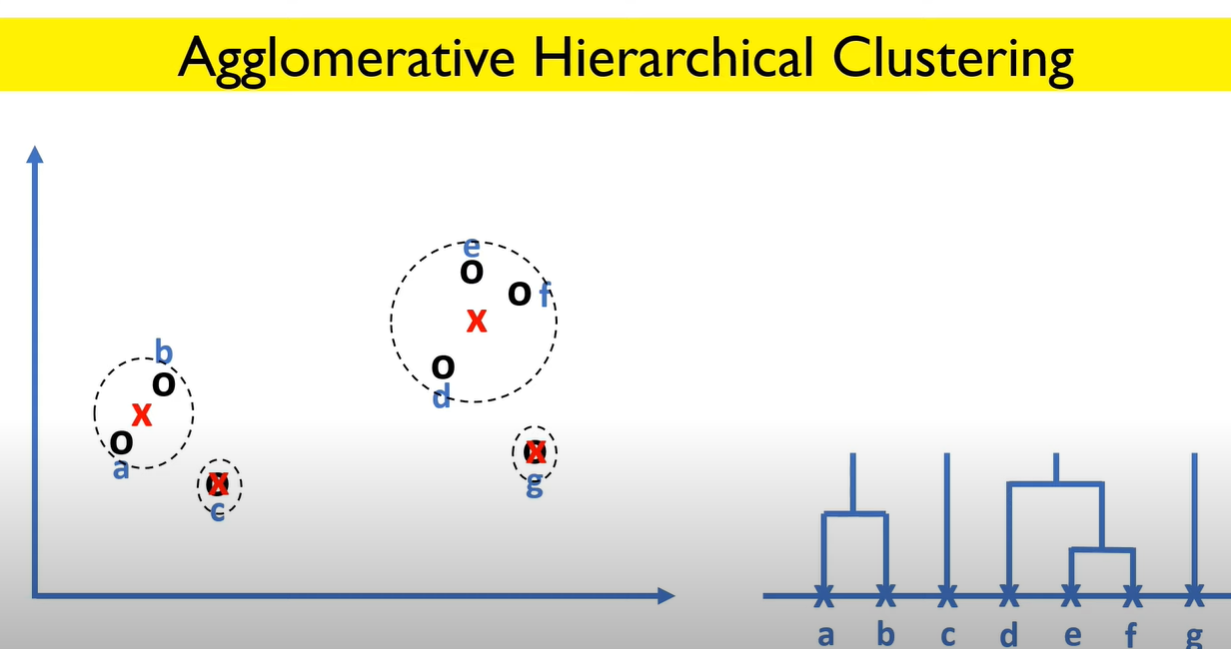 Agglomerative Hierarchical Clustering
e
o
o f
x
b
o
x
o
a
o
d
x
g
x
c
x x x x x x x
a b c d e f g